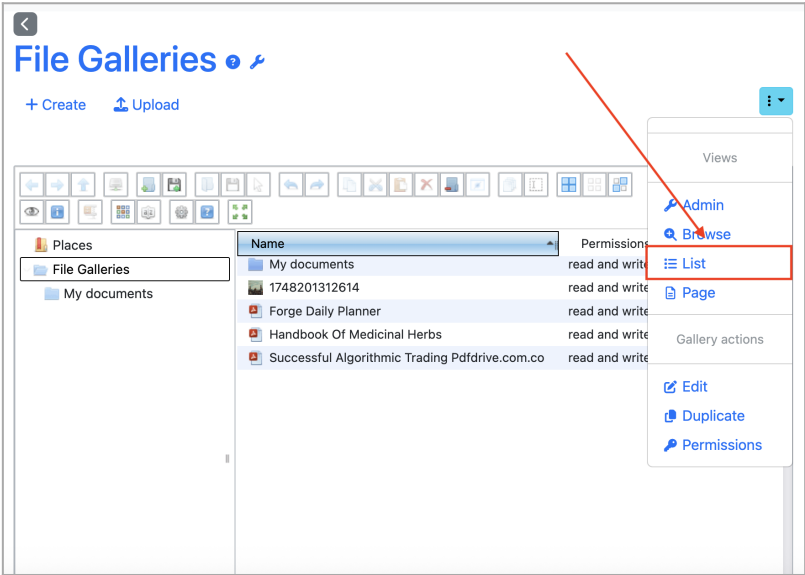 File Galleries
Create Upload
Views
Admin
Browse
List
Page
Gallery actions
Edit
Duplicate
Permissions
Places
File Galleries
My documents
Name Permissions
My documents read and write
1748201312614 read and write
Forge Daily Planner read and write
Handbook Of Medicinal Herbs read and write
Successful Algorithmic Trading Pdfdrive.com.co read and write